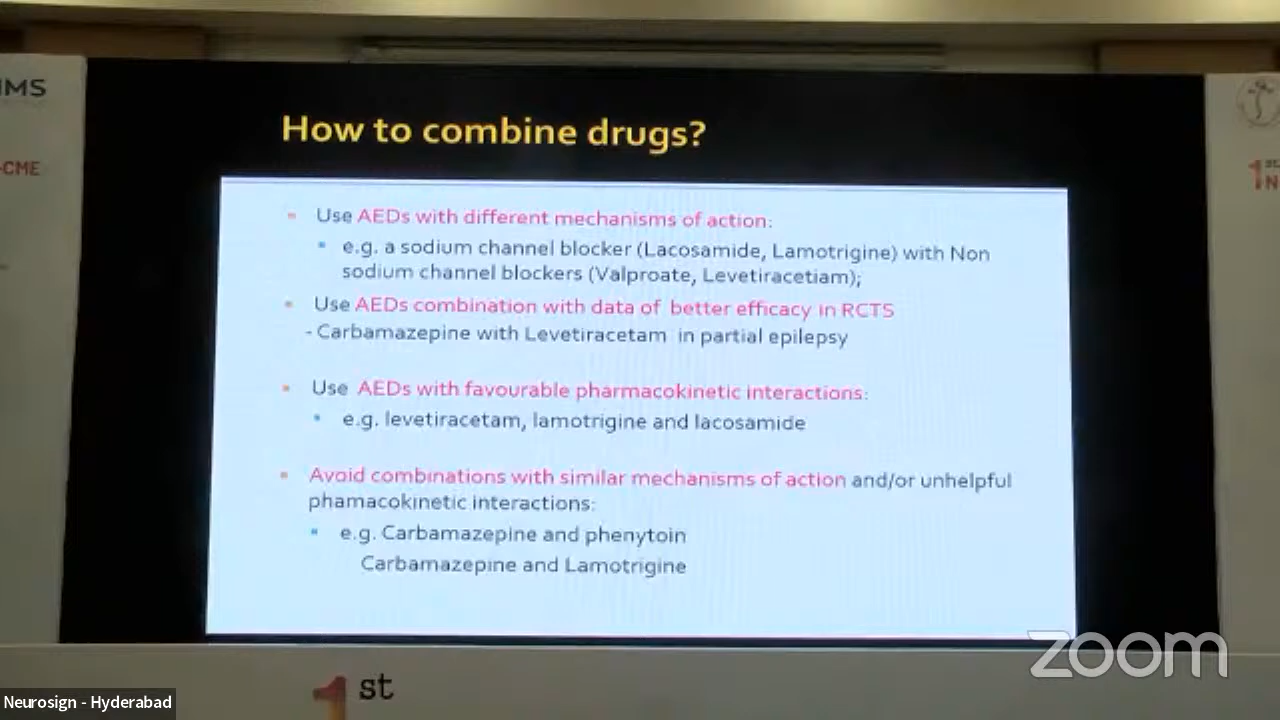 IMS
-CME
1st
N
How to combine drugs?
Use AEDs with different mechanisms of action:
e.g. a sodium channel blocker (Lacosamide, Lamotrigine) with Non
sodium channel blockers (Valproate, Levetiracetiam);
Use AEDs combination with data of better efficacy in RCTS
- Carbamazepine with Levetiracetam in partial epilepsy
Use AEDs with favourable pharmacokinetic interactions:
e.g. levetiracetam, lamotrigine and lacosamide
Avoid combinations with similar mechanisms of action and/or unhelpful
phamacokinetic interactions:
e.g. Carbamazepine and phenytoin
Carbamazepine and Lamotrigine
zoom
1st
Neurosign - Hyderabad